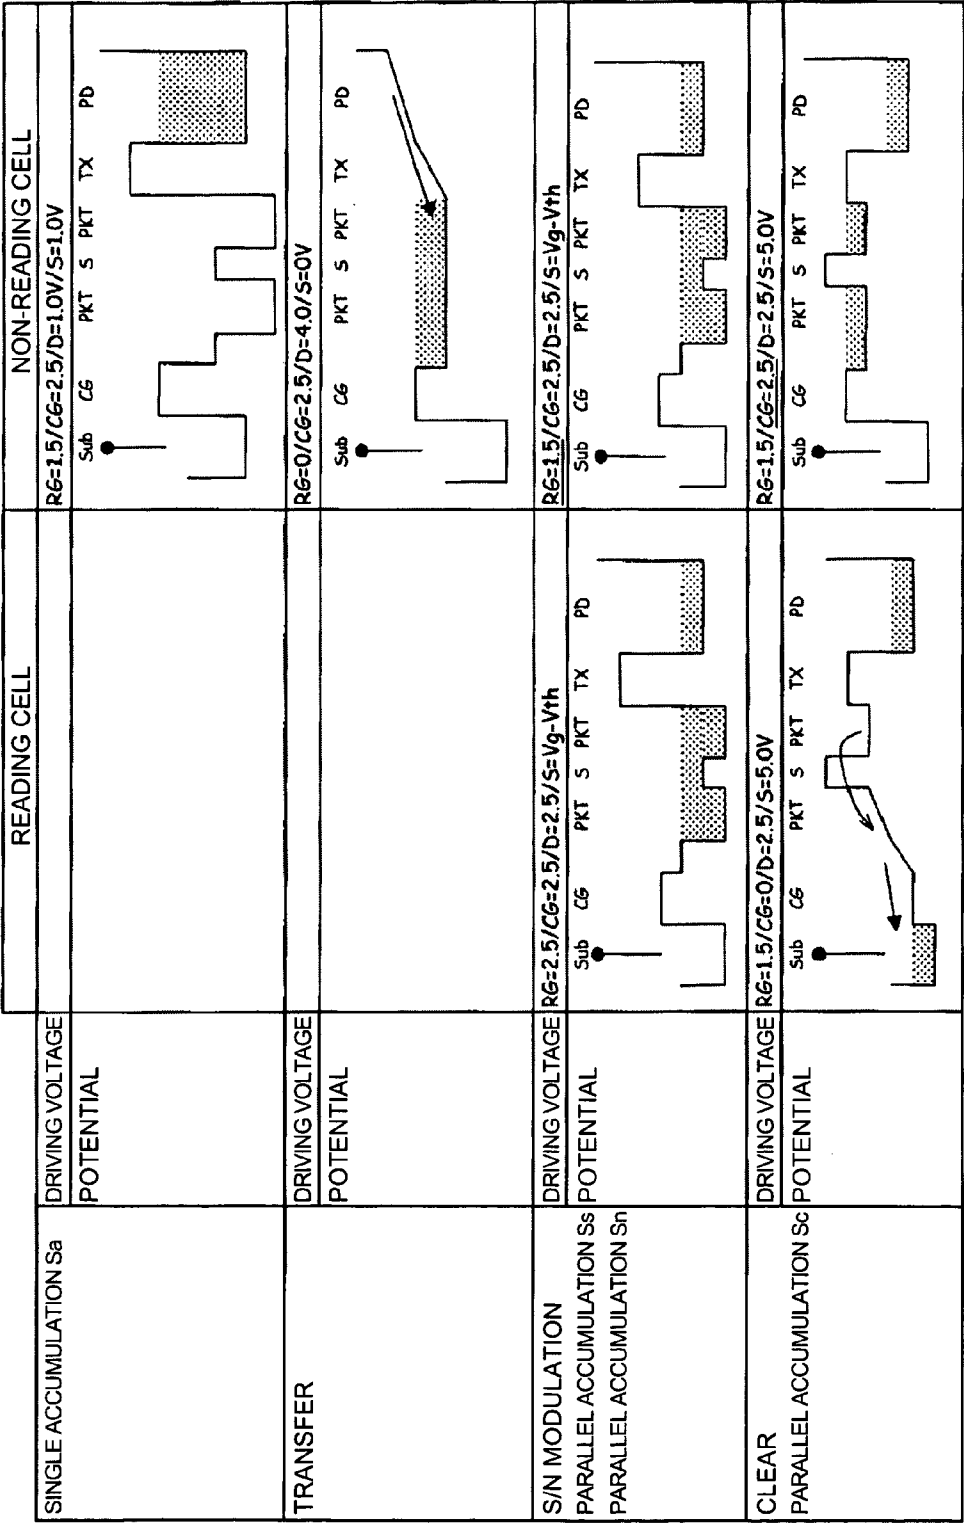 READING CELL
NON-READING CELL
SINGLE ACCUMULATION Sa
DRIVING VOLTAGE
RG=1.5/CG=2.5/D=1.0V/S=1.0V
POTENTIAL
Sub CG PKT S PKT TX PD
TRANSFER
DRIVING VOLTAGE
RG=0/CG=2.5/D=4.0/S=0V
POTENTIAL
Sub CG PKT S PKT TX PD
S/N MODULATION
PARALLEL ACCUMULATION Ss
PARALLEL ACCUMULATION Sn
DRIVING VOLTAGE
RG=2.5/CG=2.5/D=2.5/S=Vg-Vth
RG=1.5/CG=2.5/D=2.5/S=Vg-Vth
POTENTIAL
Sub CG PKT S PKT TX PD
Sub CG PKT S PKT TX PD
CLEAR
PARALLEL ACCUMULATION Sc
DRIVING VOLTAGE
RG=1.5/CG=0/D=2.5/S=5.0V
RG=1.5/CG=2.5/D=2.5/S=5.0V
POTENTIAL
Sub CG PKT S PKT TX PD
Sub CG PKT S PKT TX PD